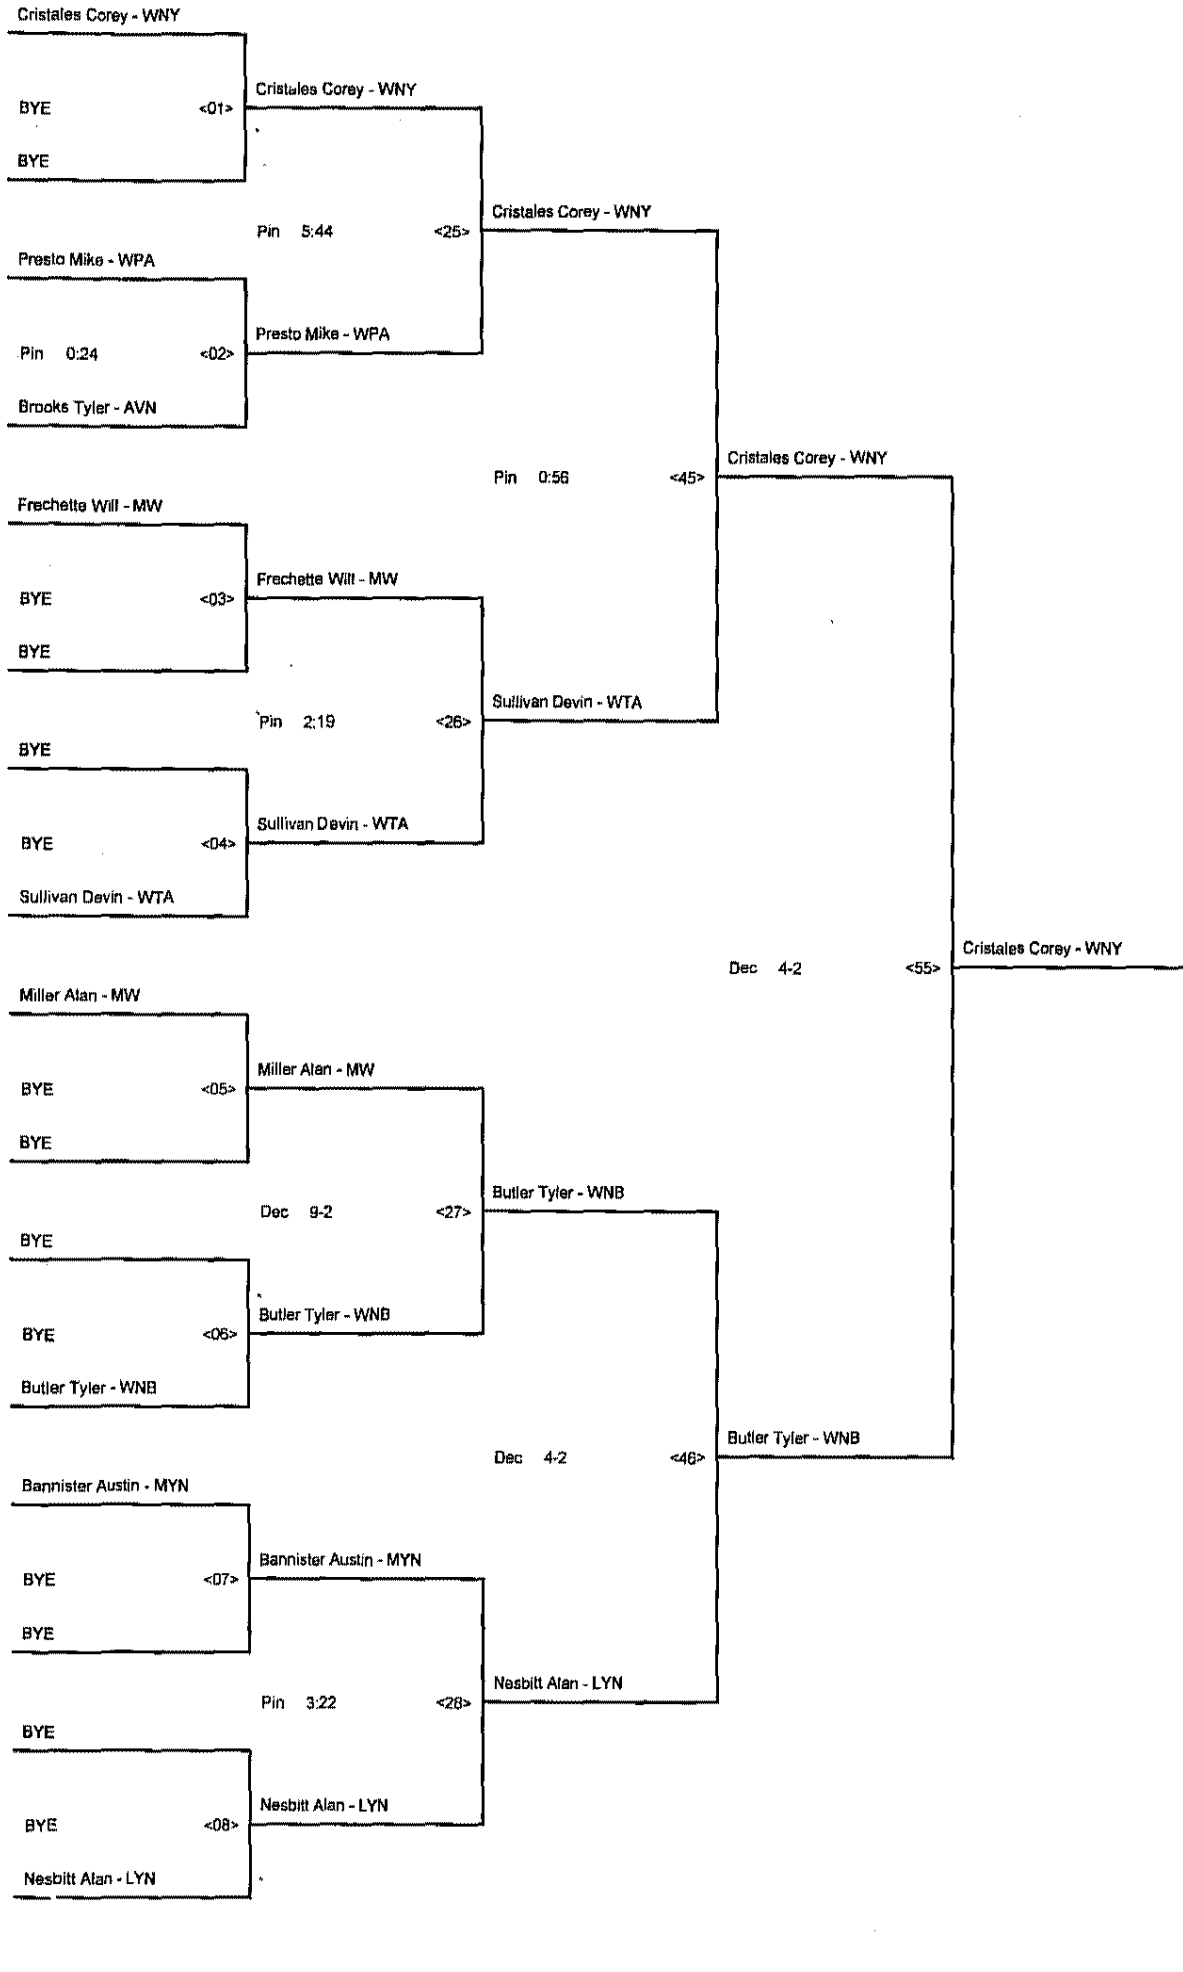 Cristales Corey - WNY
Cristales Corey - WNY
BYE <01>
BYE
Cristales Corey - WNY
Pin 5:44 <25>
Presto Mike - WPA
Presto Mike - WPA
Pin 0:24 <02>
Brooks Tyler - AVN
Cristales Corey - WNY
Pin 0:56 <45>
Frechette Will - MW
Frechette Will - MW
BYE <03>
BYE
Sullivan Devin - WTA
Pin 2:19 <26>
BYE
Sullivan Devin - WTA
BYE <04>
Sullivan Devin - WTA
Cristales Corey - WNY
Dec 4-2 <55>
Miller Alan - MW
Miller Alan - MW
BYE <05>
BYE
Butler Tyler - WNB
Dec 9-2 <27>
BYE
Butler Tyler - WNB
BYE <06>
Butler Tyler - WNB
Butler Tyler - WNB
Dec 4-2 <46>
Bannister Austin - MYN
Bannister Austin - MYN
BYE <07>
BYE
Nesbitt Alan - LYN
Pin 3:22 <28>
BYE
Nesbitt Alan - LYN
BYE <08>
Nesbitt Alan - LYN